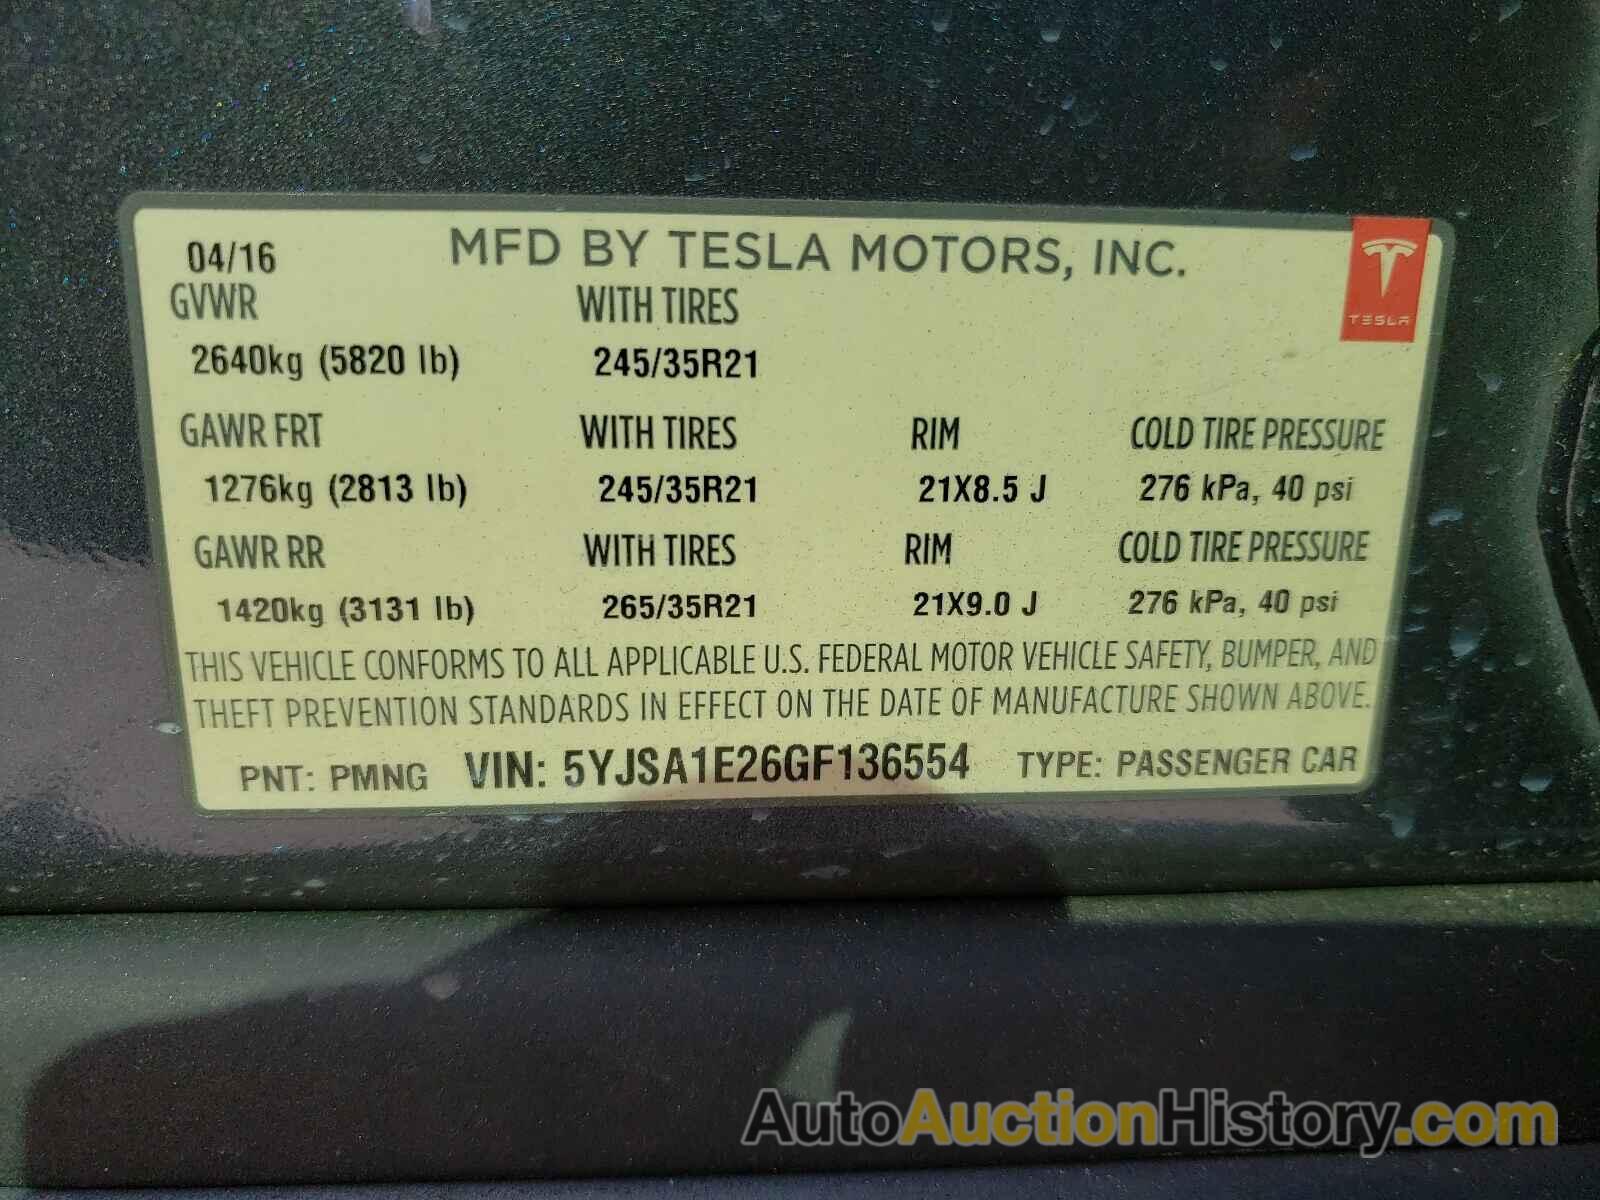 04/16 MFD BY TESLA MOTORS, INC.
TESLA
GVWR WITH TIRES
2640kg (5820 lb) 245/35R21
GAWR FRT WITH TIRES RIM COLD TIRE PRESSURE
1276kg (2813 lb) 245/35R21 21X8.5 J 276 kPa, 40 psi
GAWR RR WITH TIRES RIM COLD TIRE PRESSURE
1420kg (3131 lb) 265/35R21 21X9.0 J 276 kPa, 40 psi
THIS VEHICLE CONFORMS TO ALL APPLICABLE U.S. FEDERAL MOTOR VEHICLE SAFETY, BUMPER, AND
THEFT PREVENTION STANDARDS IN EFFECT ON THE DATE OF MANUFACTURE SHOWN ABOVE.
PNT: PMNG VIN: 5YJSA1E26GF136554 TYPE: PASSENGER CAR
AutoAuctionHistory.com